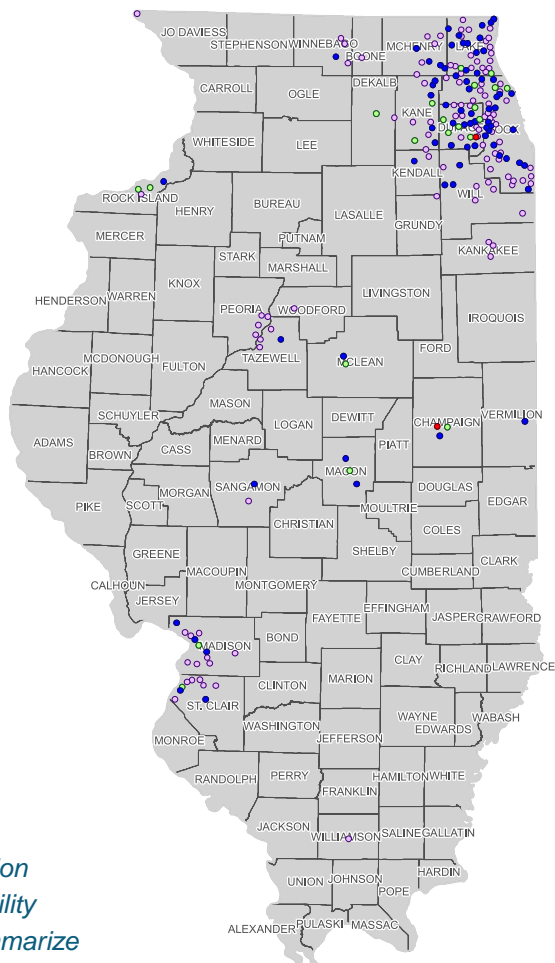 JO DAVIESS
STEPHENSON
WINNEBAGO
BOONE
MCHENRY
LAKE
CARROLL
OGLE
DEKALB
KANE
DUPAGE
COOK
WHITESIDE
LEE
KENDALL
WILL
ROCK ISLAND
HENRY
BUREAU
LASALLE
GRUNDY
MERCER
PUTNAM
KANKAKEE
STARK
MARSHALL
KNOX
HENDERSON
WARREN
PEORIA
WOODFORD
LIVINGSTON
IROQUOIS
FORD
TAZEWELL
MCLEAN
HANCOCK
MCDONOUGH
FULTON
MASON
LOGAN
DEWITT
CHAMPAIGN
VERMILION
SCHUYLER
ADAMS
BROWN
CASS
MENARD
PIATT
MACON
SANGAMON
MORGAN
SCOTT
PIKE
CHRISTIAN
MOULTRIE
DOUGLAS
EDGAR
COLES
SHELBY
GREENE
MACOUPIN
MONTGOMERY
CUMBERLAND
CLARK
CALHOUN
JERSEY
FAYETTE
EFFINGHAM
JASPER
CRAWFORD
MADISON
BOND
CLAY
RICHLAND
LAWRENCE
ST. CLAIR
CLINTON
MARION
WAYNE
EDWARDS
WABASH
WASHINGTON
MONROE
JEFFERSON
RANDOLPH
PERRY
HAMILTON
WHITE
FRANKLIN
JACKSON
WILLIAMSON
SALINE
GALLATIN
UNION
JOHNSON
POPE
HARDIN
ALEXANDER
PULASKI
MASSAC
ion
ility
marize